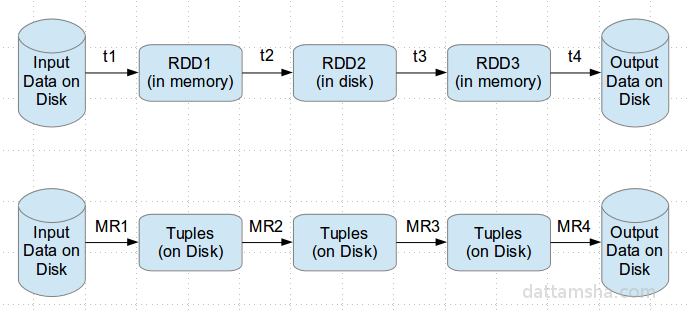 t1
t2
t3
t4
Input
Data on
Disk
RDD1
(in memory)
RDD2
(in disk)
RDD3
(in memory)
Output
Data on
Disk
MR1
MR2
MR3
MR4
Input
Data on
Disk
Tuples
(on Disk)
Tuples
(on Disk)
Tuples
(on Disk)
Output
Data on
Disk
dattamsha.com